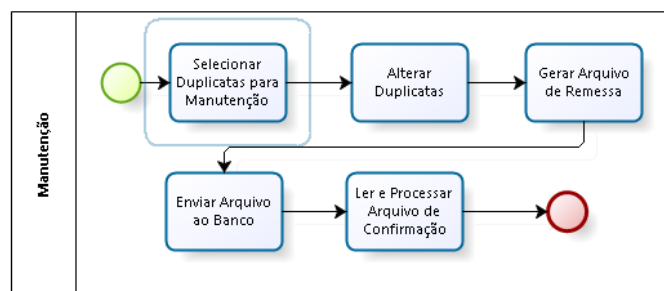 Manutenção
Selecionar
Duplicatas para
Manutenção
Alterar
Duplicatas
Gerar Arquivo
de Remessa
Enviar Arquivo
ao Banco
Ler e Processar
Arquivo de
Confirmação